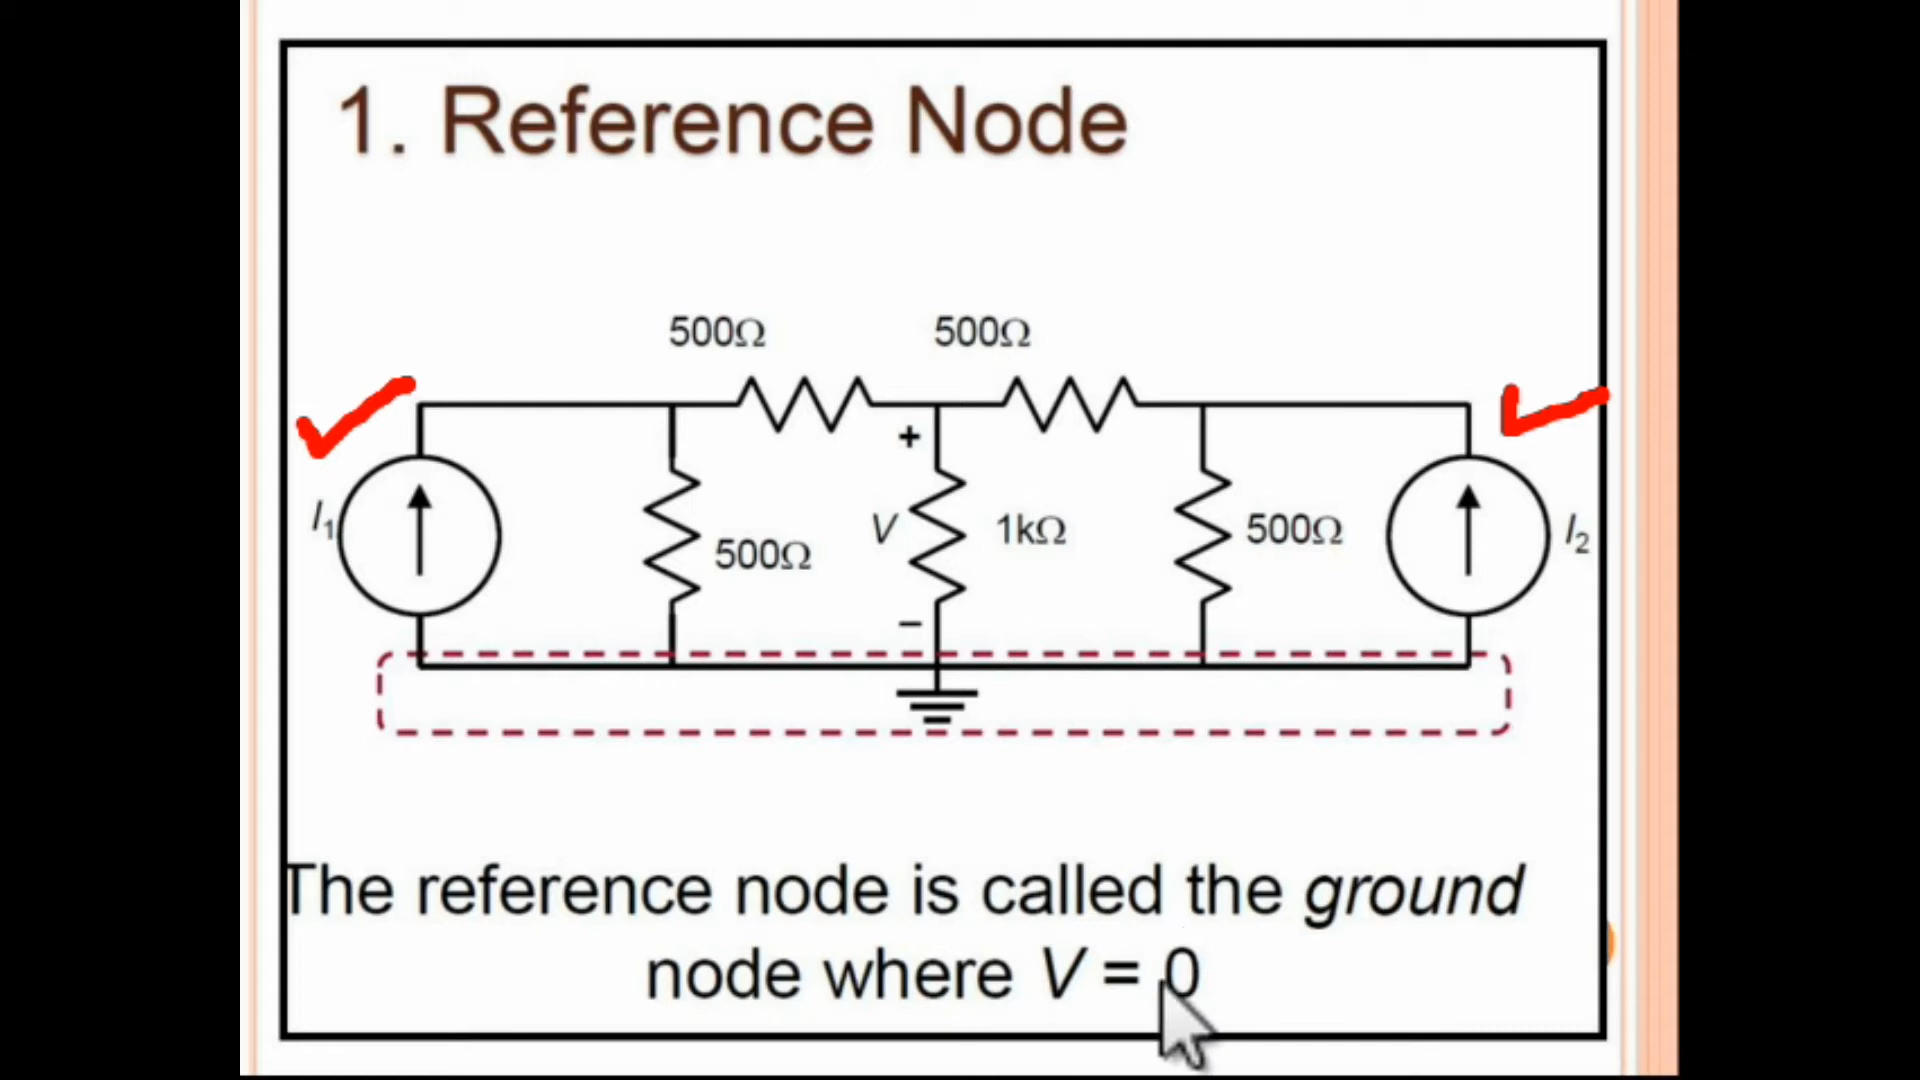 1. Reference Node
500Ω 500Ω
+
I₁ 500Ω V 1kΩ 500Ω I₂
–
The reference node is called the ground
node where V = 0